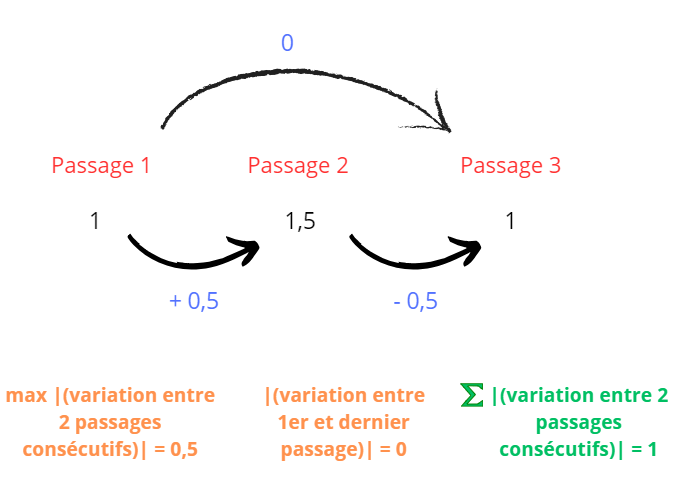 0
Passage 1 Passage 2 Passage 3
1 1,5 1
+ 0,5 - 0,5
max |(variation entre
2 passages
consécutifs)| = 0,5
|(variation entre
1er et dernier
passage)| = 0
Σ |(variation entre 2
passages
consécutifs)| = 1